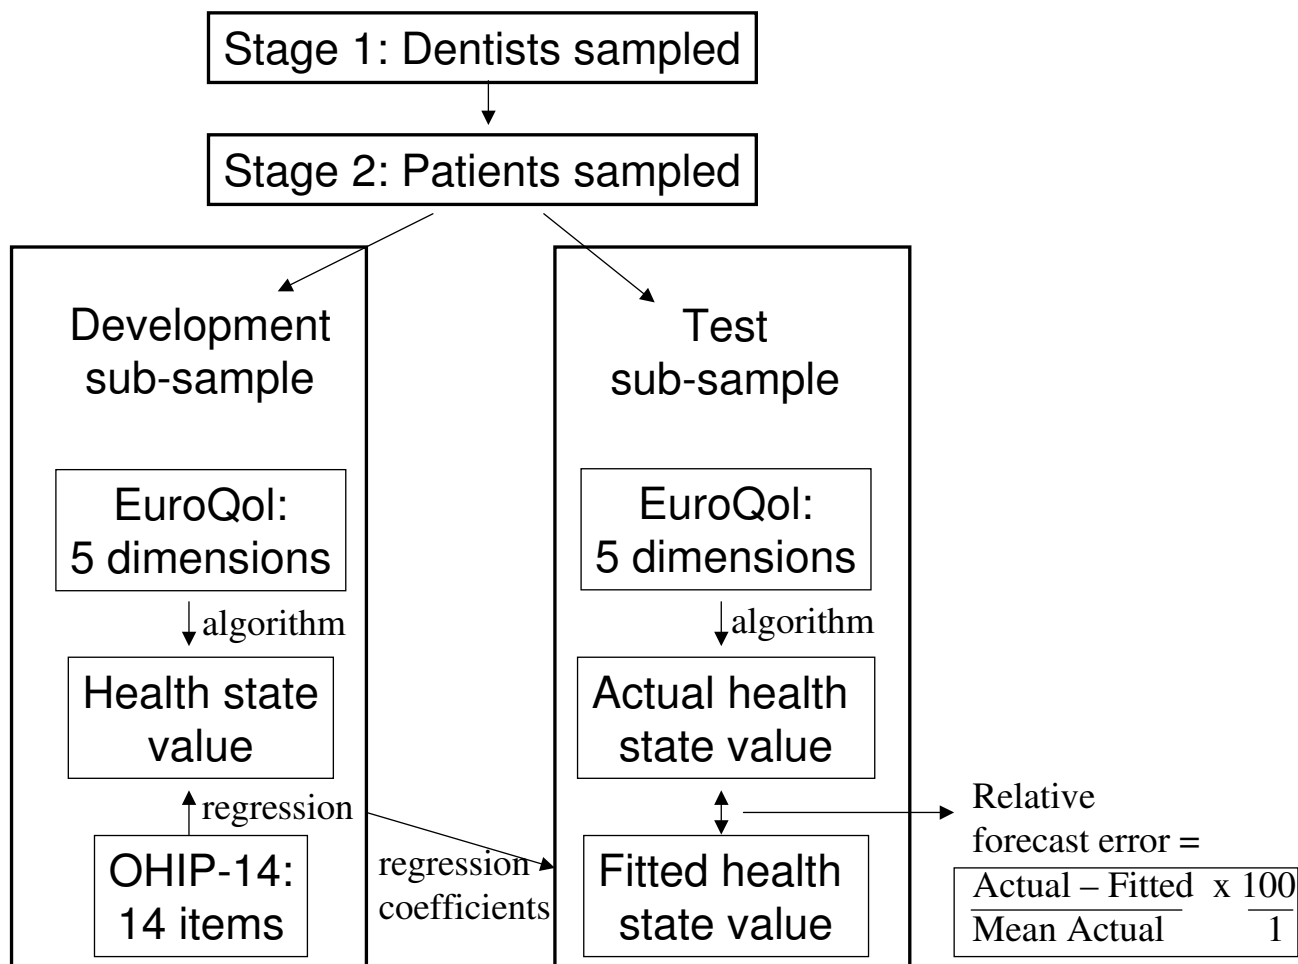 Stage 1: Dentists sampled
Stage 2: Patients sampled
Development
sub-sample
EuroQol:
5 dimensions
algorithm
Health state
value
regression
OHIP-14:
14 items
regression
coefficients
Test
sub-sample
EuroQol:
5 dimensions
algorithm
Actual health
state value
Fitted health
state value
Relative
forecast error =
Actual – Fitted x 100
Mean Actual 1